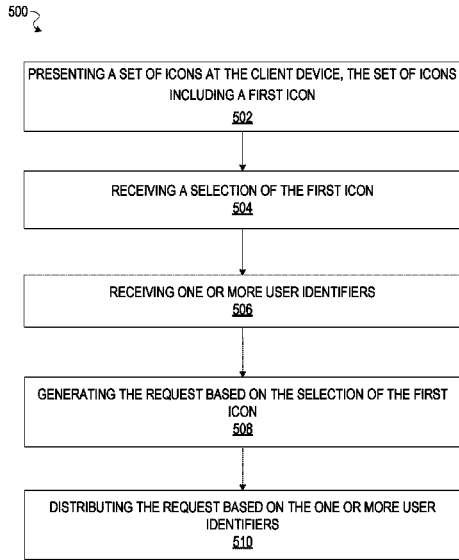 500
PRESENTING A SET OF ICONS AT THE CLIENT DEVICE, THE SET OF ICONS
INCLUDING A FIRST ICON
502
RECEIVING A SELECTION OF THE FIRST ICON
504
RECEIVING ONE OR MORE USER IDENTIFIERS
506
GENERATING THE REQUEST BASED ON THE SELECTION OF THE FIRST
ICON
508
DISTRIBUTING THE REQUEST BASED ON THE ONE OR MORE USER
IDENTIFIERS
510